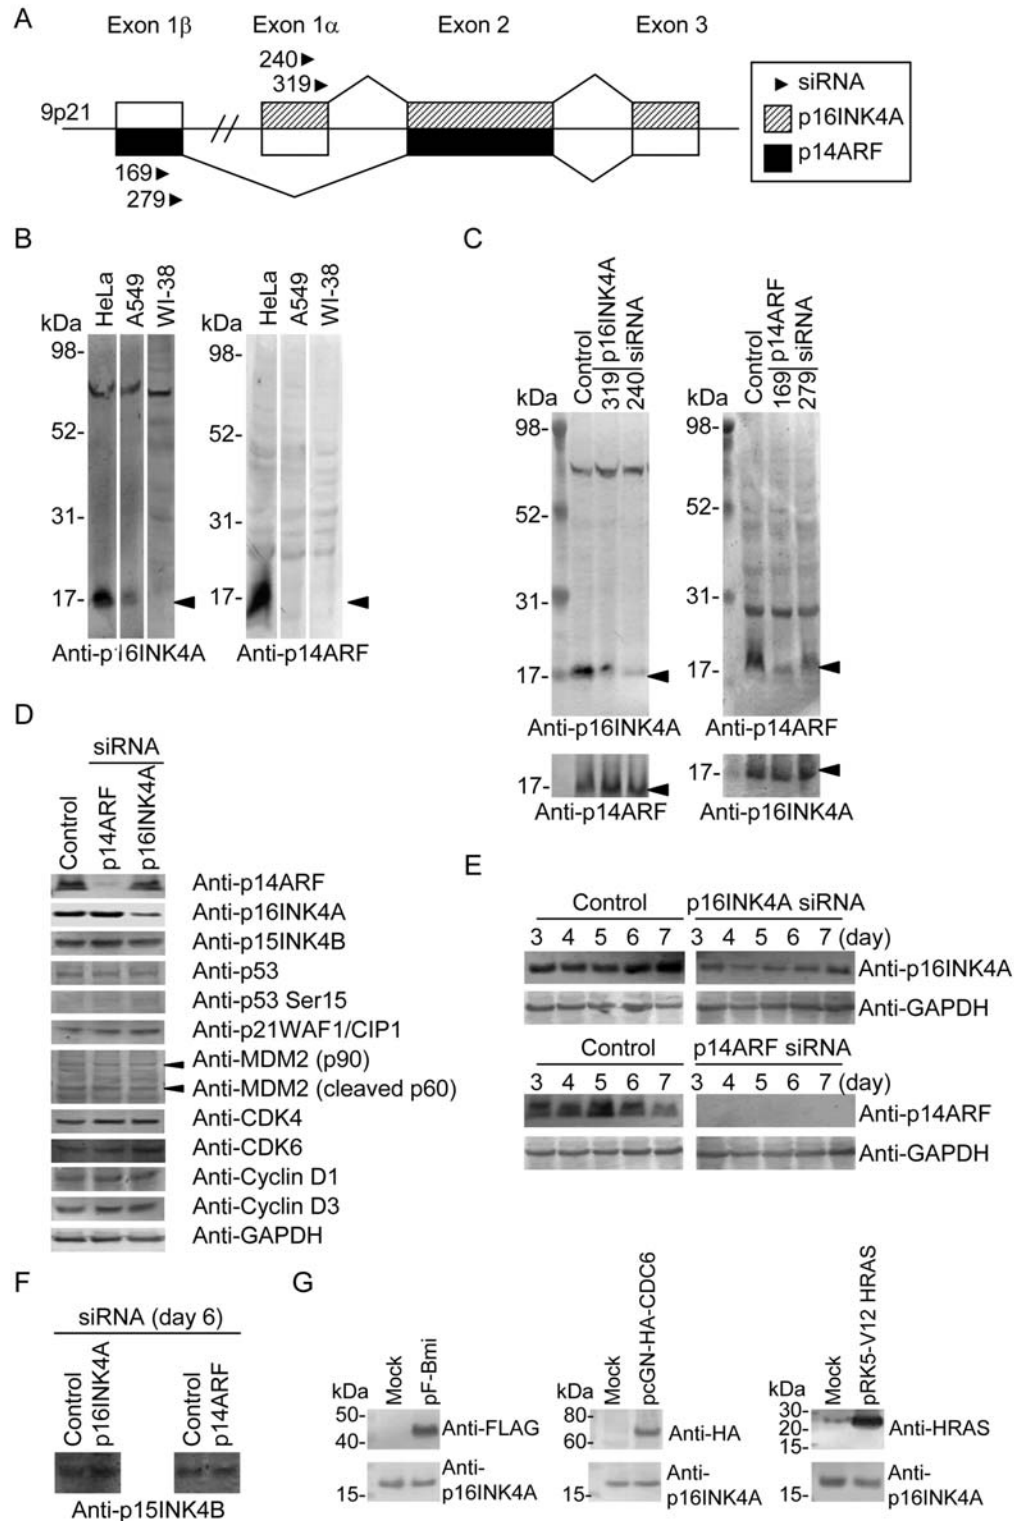 A
Exon 1β Exon 1α Exon 2 Exon 3
240
319
siRNA
p16INK4A
p14ARF
9p21
169
279
B
HeLa
A549
WI-38
HeLa
A549
WI-38
kDa
98-
52-
31-
17-
kDa
98-
52-
31-
17-
Anti-p16INK4A
Anti-p14ARF
C
Control
319
240
p16INK4A
siRNA
Control
169
279
p14ARF
siRNA
kDa
98-
52-
31-
17-
kDa
98-
52-
31-
17-
Anti-p16INK4A
Anti-p14ARF
17-
17-
Anti-p14ARF
Anti-p16INK4A
D
siRNA
Control
p14ARF
p16INK4A
Anti-p14ARF
Anti-p16INK4A
Anti-p15INK4B
Anti-p53
Anti-p53 Ser15
Anti-p21WAF1/CIP1
Anti-MDM2 (p90)
Anti-MDM2 (cleaved p60)
Anti-CDK4
Anti-CDK6
Anti-Cyclin D1
Anti-Cyclin D3
Anti-GAPDH
E
Control p16INK4A siRNA
3 4 5 6 7 3 4 5 6 7 (day)
Anti-p16INK4A
Anti-GAPDH
Control p14ARF siRNA
3 4 5 6 7 3 4 5 6 7 (day)
Anti-p14ARF
Anti-GAPDH
F
siRNA (day 6)
Control
p16INK4A
Control
p14ARF
Anti-p15INK4B
G
Mock
pF-Bmi
kDa
50-
40-
Anti-FLAG
15-
Anti-
p16INK4A
Mock
pcGN-HA-CDC6
kDa
80-
60-
Anti-HA
15-
Anti-
p16INK4A
Mock
pRK5-V12 HRAS
kDa
30-
20-
15-
Anti-HRAS
15-
Anti-
p16INK4A